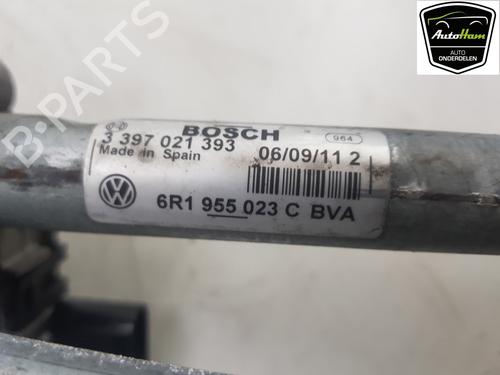 AutoHam
AUTO
ONDERDELEN
B-PARTS
BOSCH
964
3 397 021 393
Made in Spain
06/09/11 2
6R1 955 023 C BVA